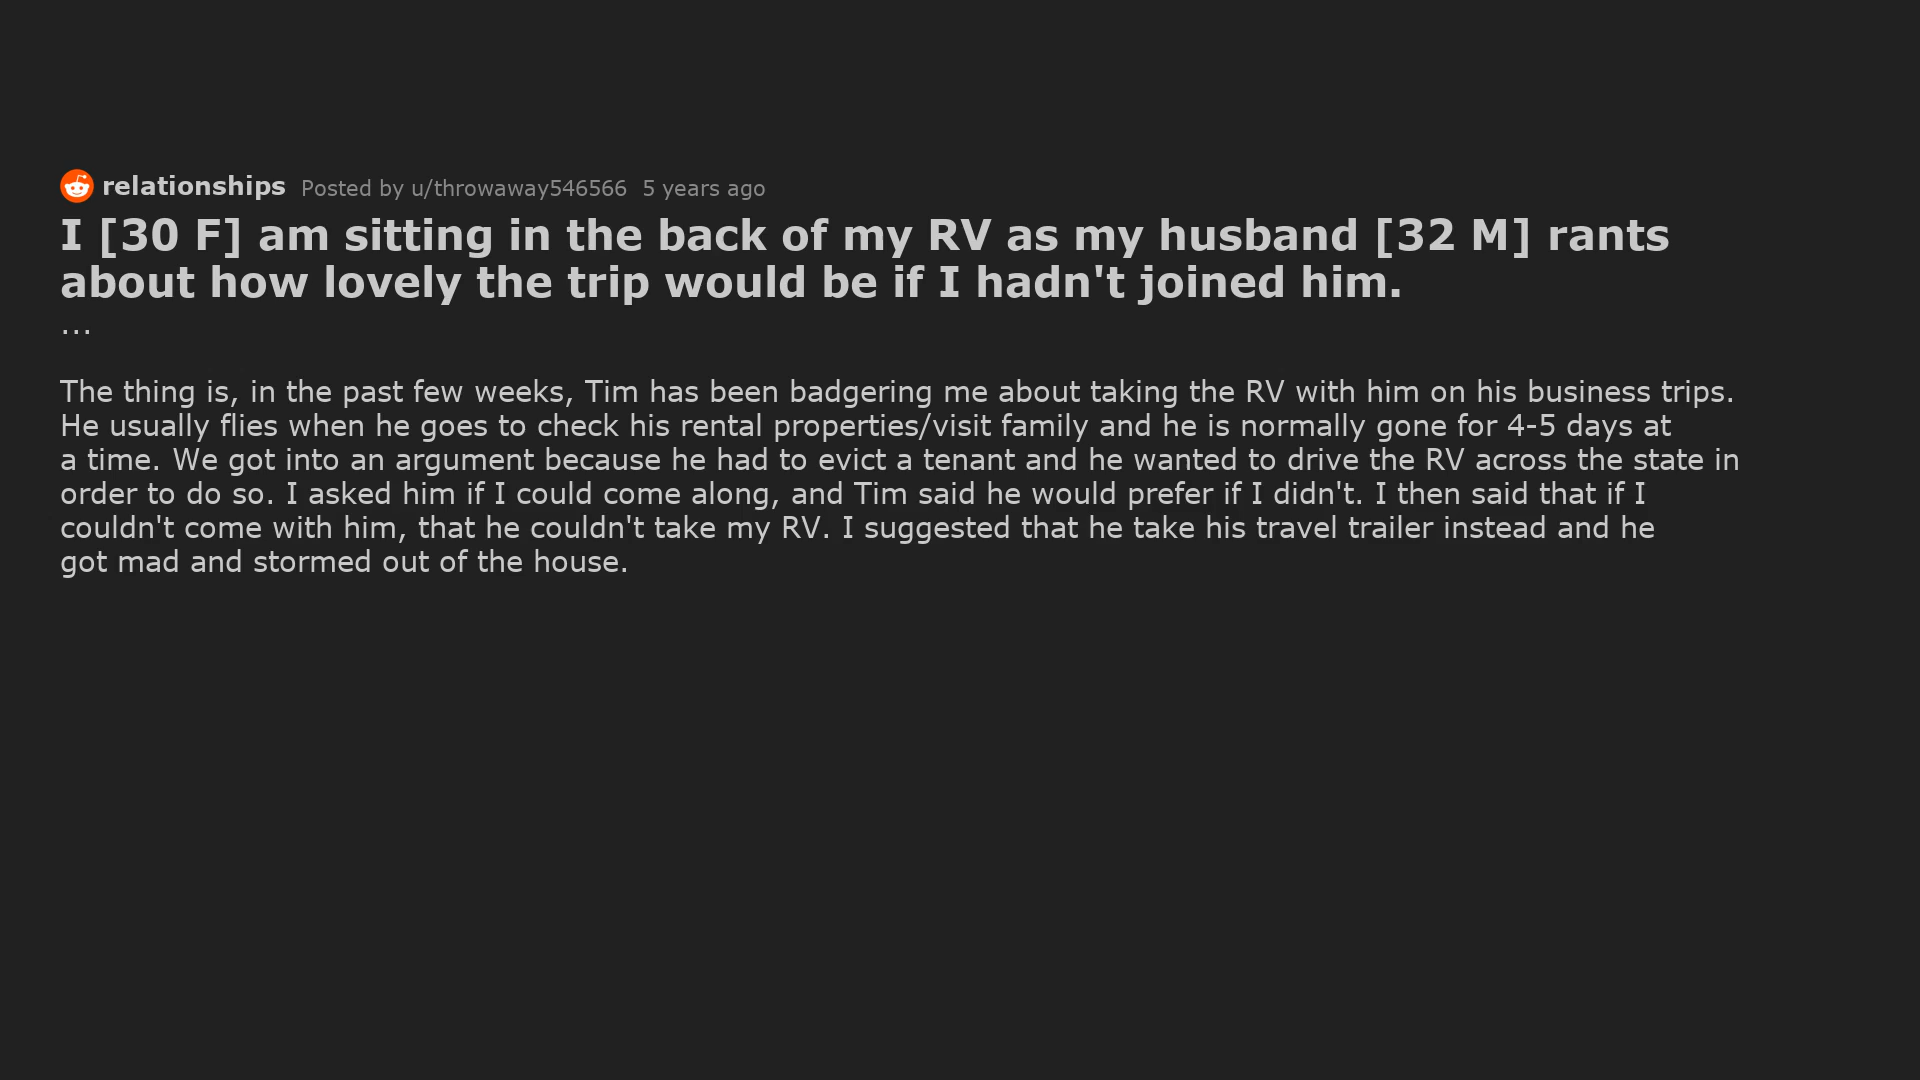 relationships Posted by u/throwaway546566 5 years ago
I [30 F] am sitting in the back of my RV as my husband [32 M] rants
about how lovely the trip would be if I hadn't joined him.
...
The thing is, in the past few weeks, Tim has been badgering me about taking the RV with him on his business trips.
He usually flies when he goes to check his rental properties/visit family and he is normally gone for 4-5 days at
a time. We got into an argument because he had to evict a tenant and he wanted to drive the RV across the state in
order to do so. I asked him if I could come along, and Tim said he would prefer if I didn't. I then said that if I
couldn't come with him, that he couldn't take my RV. I suggested that he take his travel trailer instead and he
got mad and stormed out of the house.